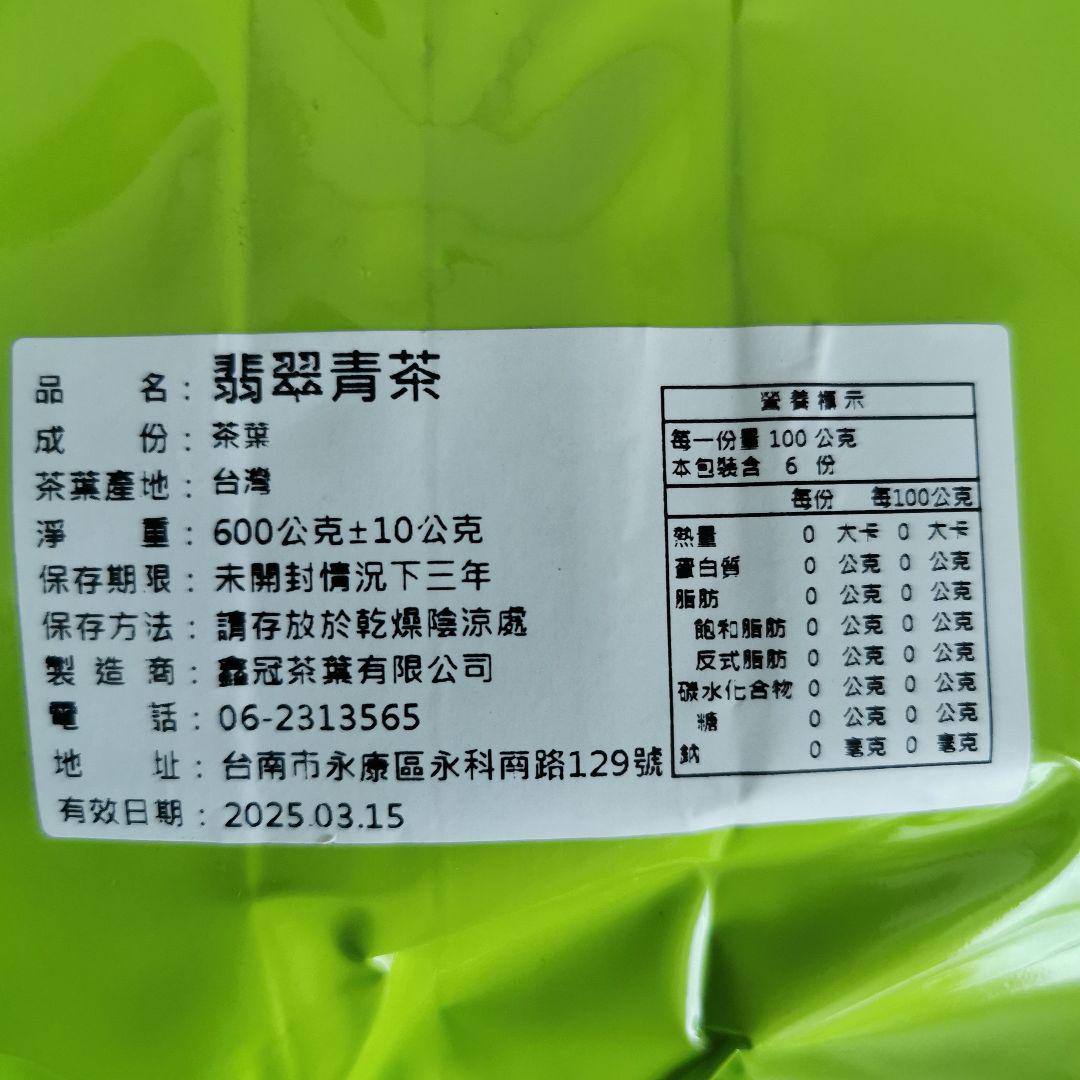 品名：翡翠青茶
成份：茶葉
茶葉產地：台灣
淨重：600公克±10公克
保存期限：未開封情況下三年
保存方法：請存放於乾燥陰涼處
製造商：鑫冠茶葉有限公司
電話：06-2313565
地址：台南市永康區永科南路129號
有效日期：2025.03.15
營養標示
每一份量 100 公克
本包裝含 6 份
每份 每100公克
熱量 0 大卡 0 大卡
蛋白質 0 公克 0 公克
脂肪 0 公克 0 公克
飽和脂肪 0 公克 0 公克
反式脂肪 0 公克 0 公克
碳水化合物 0 公克 0 公克
糖 0 公克 0 公克
鈉 0 毫克 0 毫克